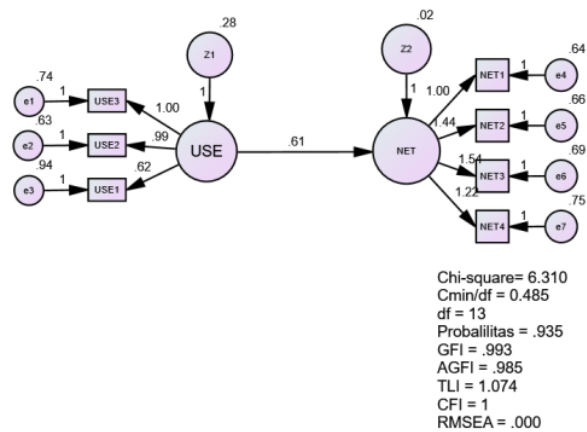 .28
.02
Z1
Z2
.74
.64
1
1
e1
1
USE3
1.00
1.00
NET1
1
e4
.63
.66
e2
1
USE2
.99
1.44
NET2
1
e5
USE
.61
NET
.94
.69
e3
1
USE1
.62
1.54
NET3
1
e6
1.22
.75
NET4
1
e7
Chi-square= 6.310
Cmin/df = 0.485
df = 13
Probalilitas = .935
GFI = .993
AGFI = .985
TLI = 1.074
CFI = 1
RMSEA = .000